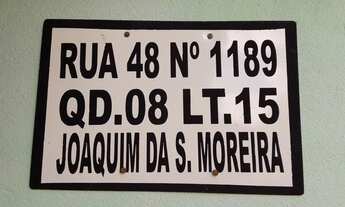 RUA 48 Nº 1189
QD.08 LT.15
JOAQUIM DA S. MOREIRA